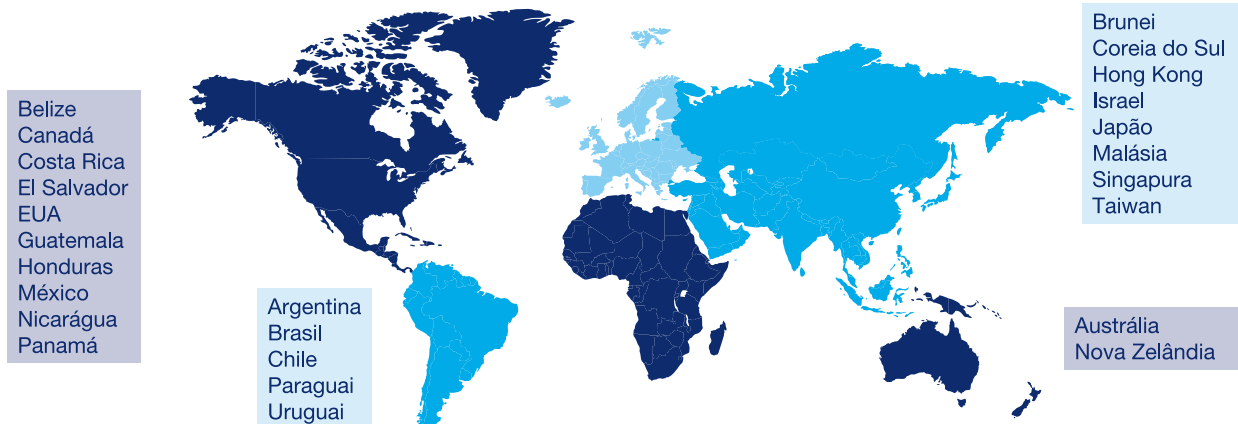 Belize
Canadá
Costa Rica
El Salvador
EUA
Guatemala
Honduras
México
Nicarágua
Panamá
Argentina
Brasil
Chile
Paraguai
Uruguai
Brunei
Coreia do Sul
Hong Kong
Israel
Japão
Malásia
Singapura
Taiwan
Austrália
Nova Zelândia